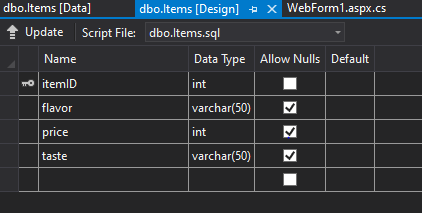 dbo.Items [Data] dbo.Items [Design] WebForm1.aspx.cs
Update Script File: dbo.Items.sql
Name Data Type Allow Nulls Default
itemID int
flavor varchar(50)
price int
taste varchar(50)